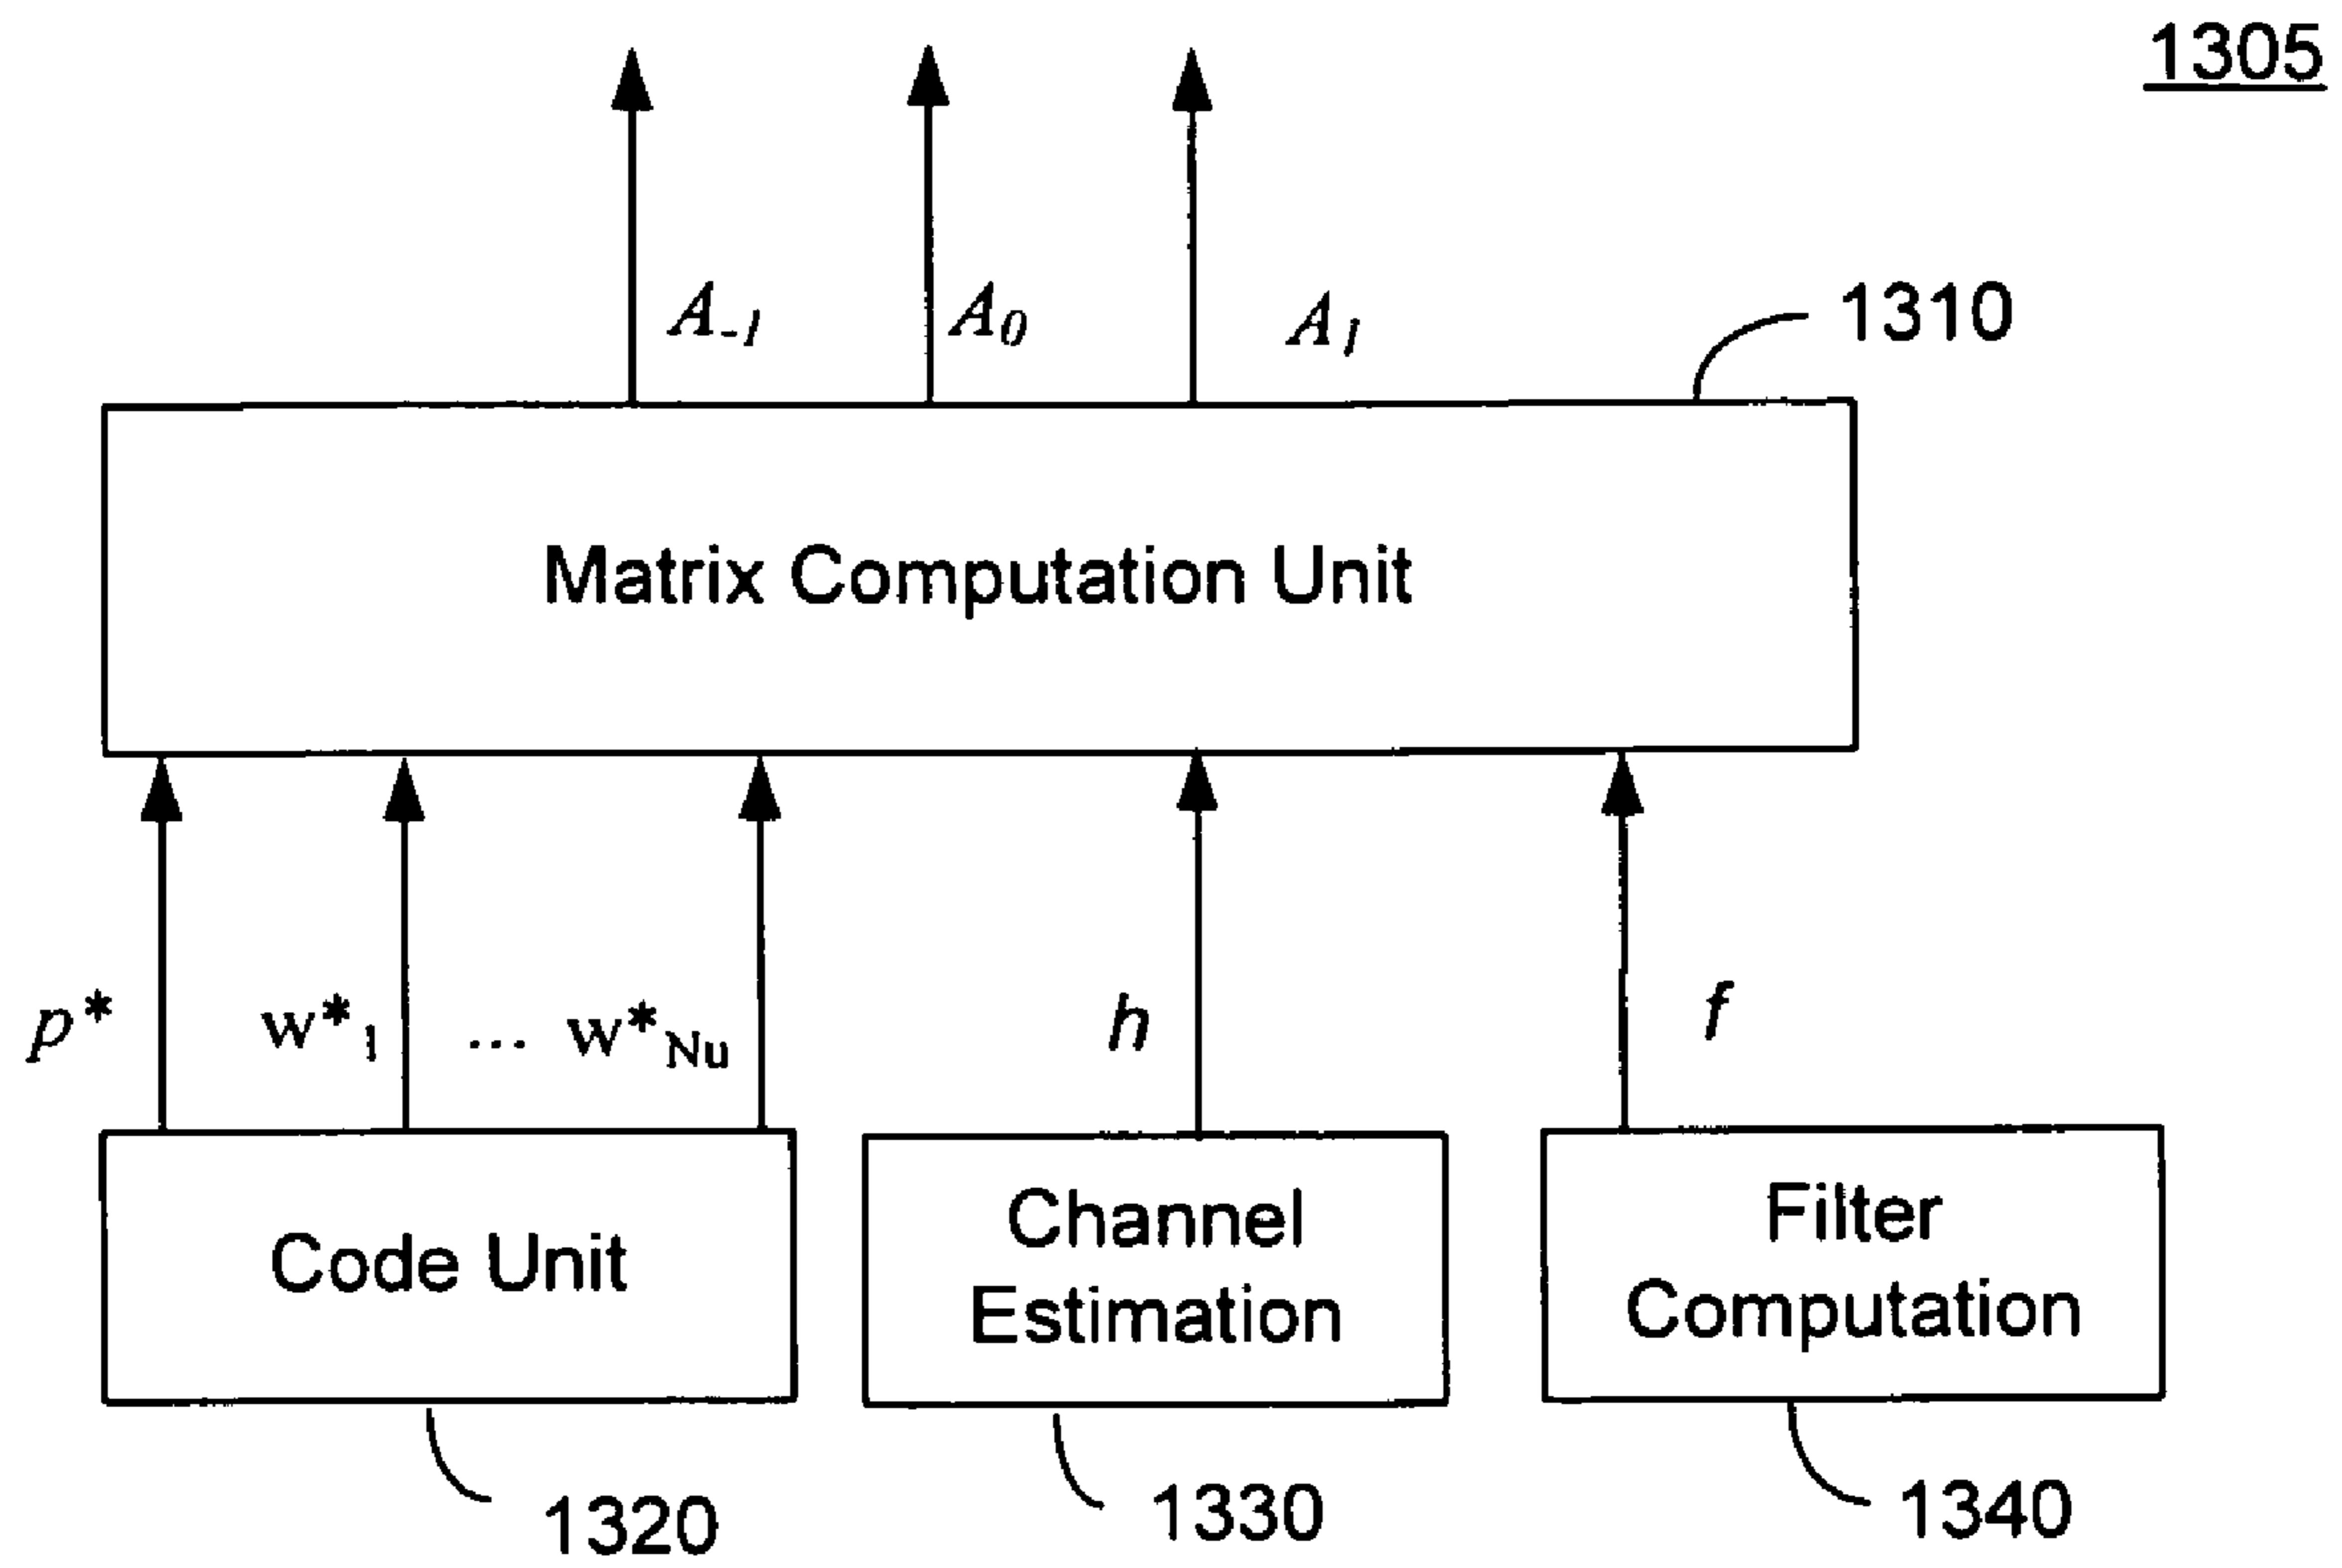 1305
A₋₁ A₀ A₁
1310
Matrix Computation Unit
p* w*₁ ... w*Nu h f
Code Unit
Channel
Estimation
Filter
Computation
1320 1330 1340